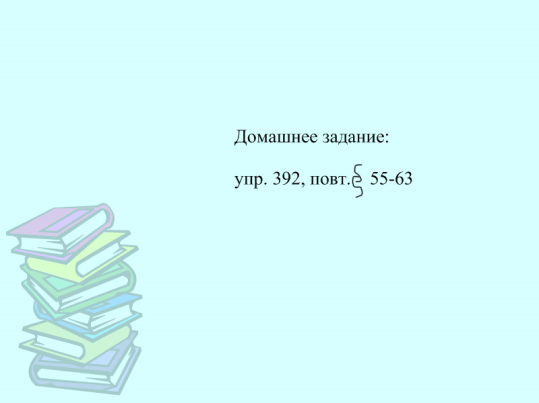 Домашнее задание:
упр. 392, повт. § 55-63